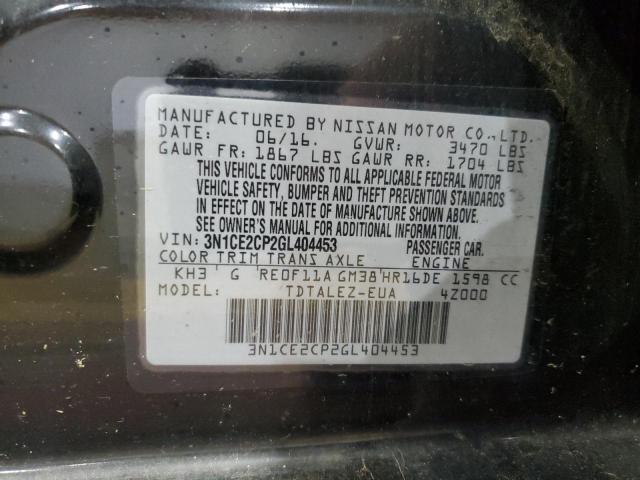 MANUFACTURED BY NISSAN MOTOR CO.,LTD.
DATE: 06/16. GVWR: 3470 LBS
GAWR FR: 1867 LBS GAWR RR: 1704 LBS
THIS VEHICLE CONFORMS TO ALL APPLICABLE FEDERAL MOTOR
VEHICLE SAFETY, BUMPER AND THEFT PREVENTION STANDARDS
IN EFFECT ON THE DATE OF MANUFACTURE SHOWN ABOVE.
SEE OWNER'S MANUAL FOR ADDITIONAL INFORMATION.
VIN: 3N1CE2CP2GL404453 PASSENGER CAR.
COLOR TRIM TRANS AXLE ENGINE
KH3 G RE0F11A GM38 HR16DE 1598 CC
MODEL: TDTALEZ-EUA 4Z000
3N1CE2CP2GL404453